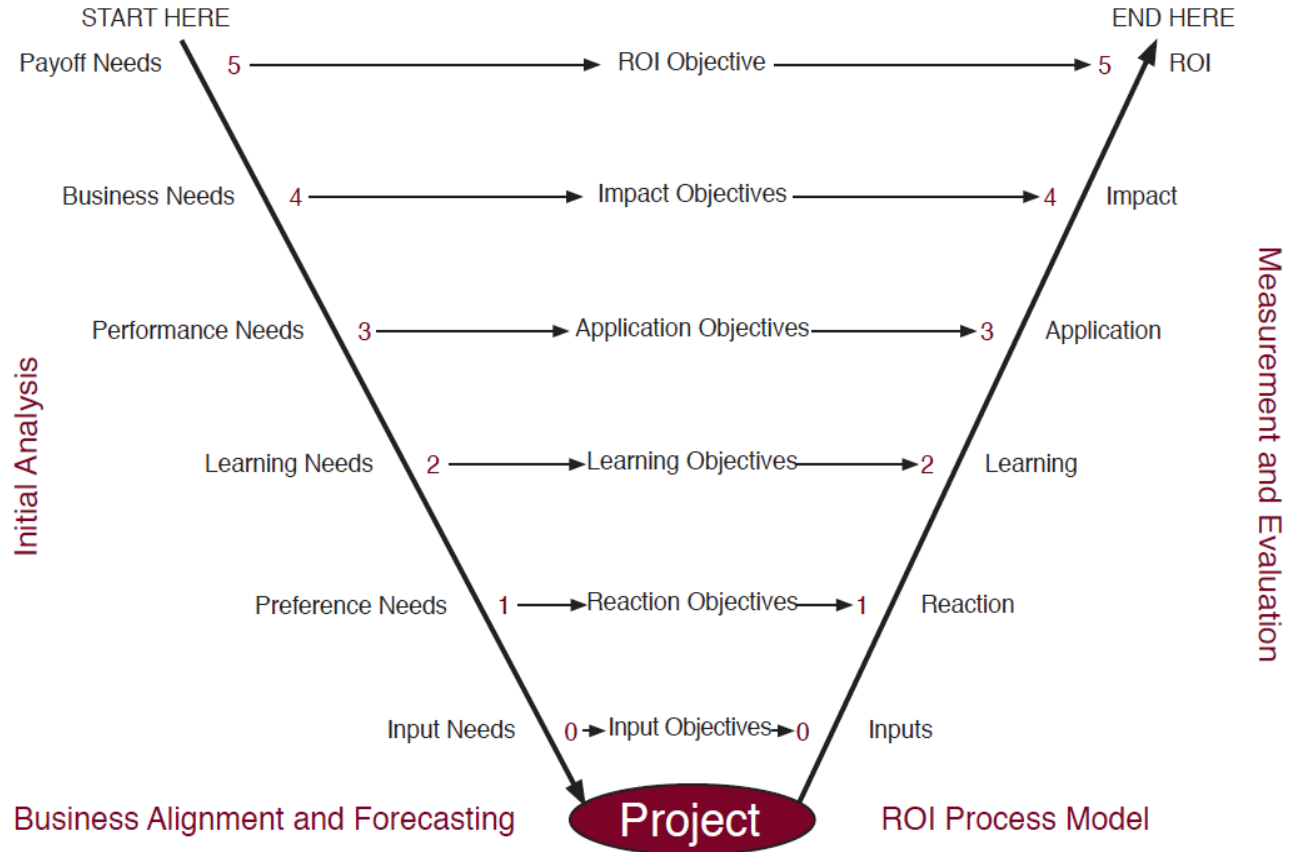 START HERE
END HERE
Payoff Needs 5 ROI Objective 5 ROI
Business Needs 4 Impact Objectives 4 Impact
Performance Needs 3 Application Objectives 3 Application
Learning Needs 2 Learning Objectives 2 Learning
Preference Needs 1 Reaction Objectives 1 Reaction
Input Needs 0 Input Objectives 0 Inputs
Initial Analysis
Measurement and Evaluation
Business Alignment and Forecasting
Project
ROI Process Model